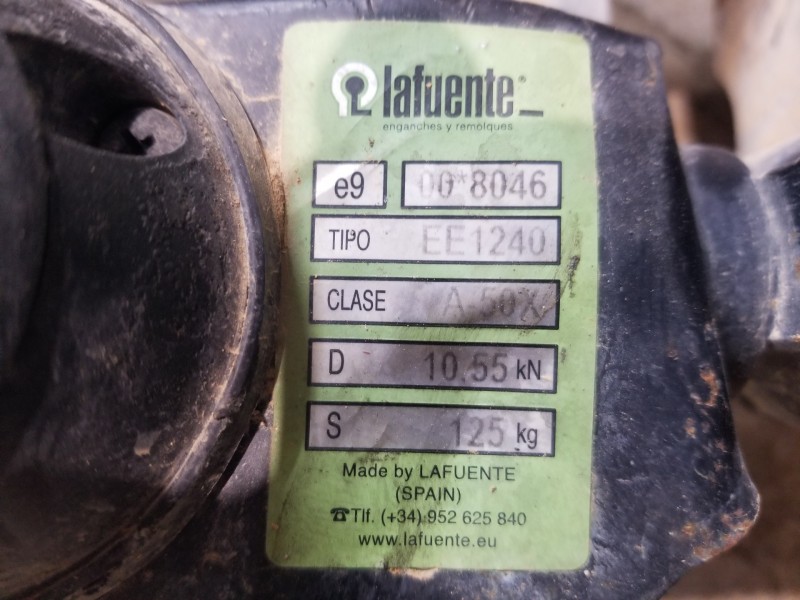 lafuente®
enganches y remolques
e9 00*8046
TIPO EE1240
CLASE A-50X
D 10.55 kN
S 125 kg
Made by LAFUENTE
(SPAIN)
☎Tlf. (+34) 952 625 840
www.lafuente.eu